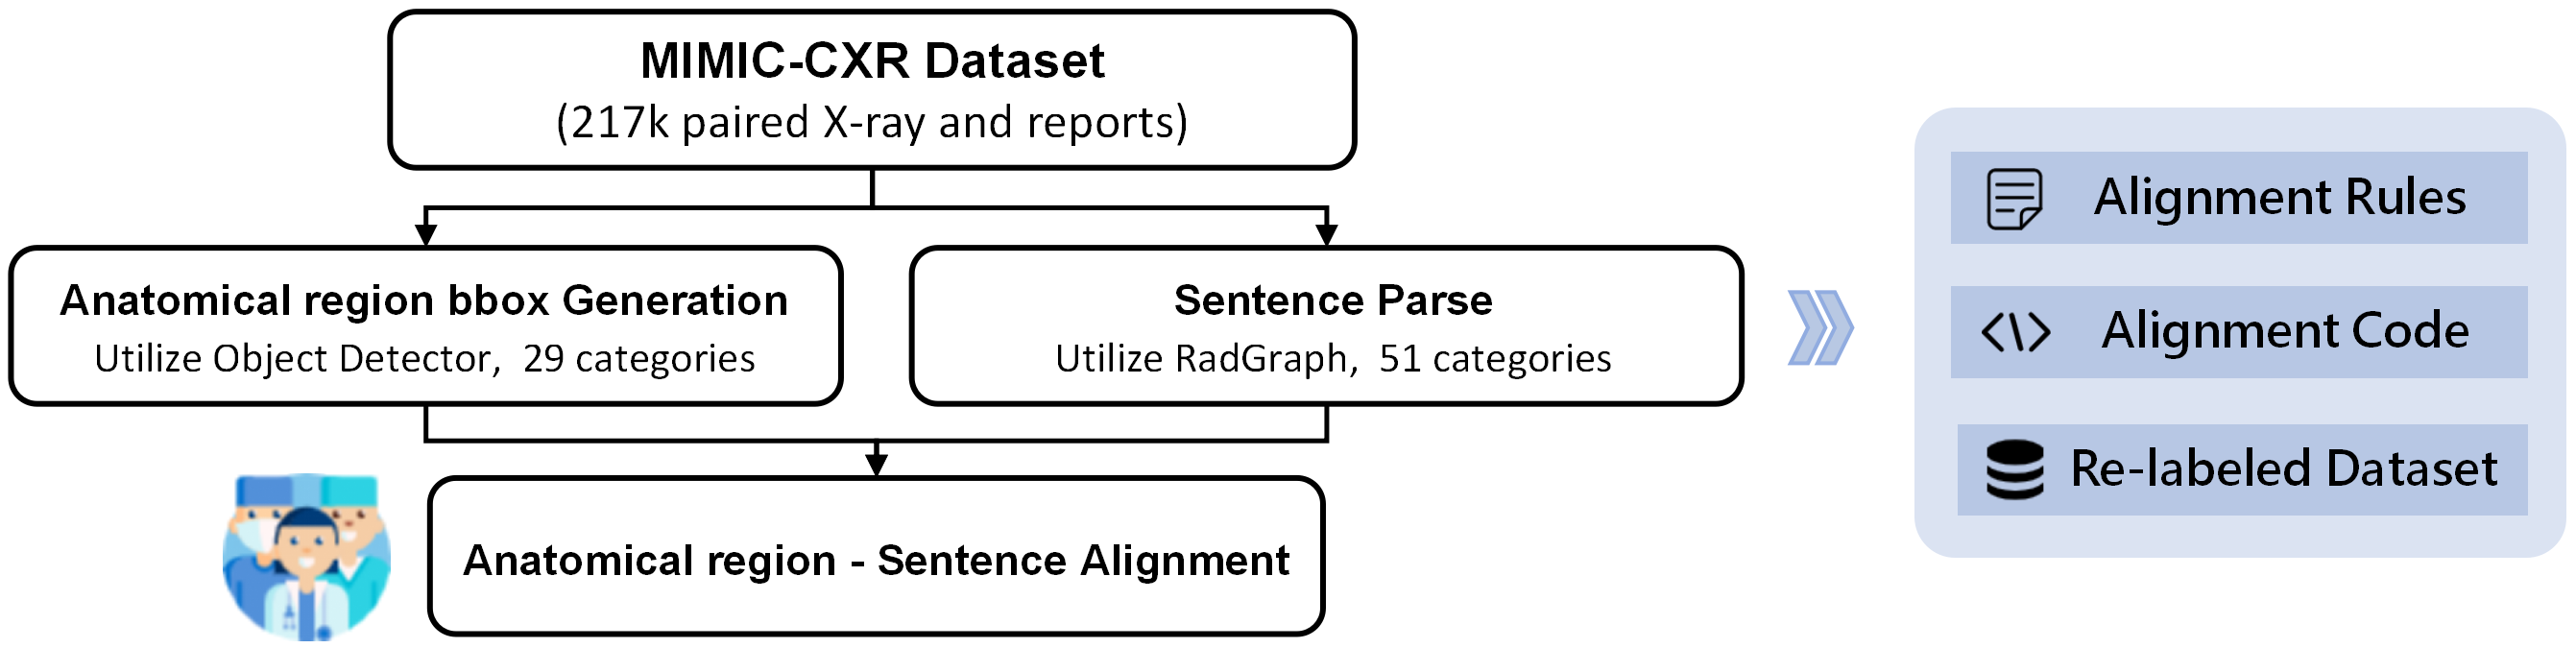 MIMIC-CXR Dataset
(217k paired X-ray and reports)
Anatomical region bbox Generation
Utilize Object Detector, 29 categories
Sentence Parse
Utilize RadGraph, 51 categories
Anatomical region - Sentence Alignment
Alignment Rules
Alignment Code
Re-labeled Dataset